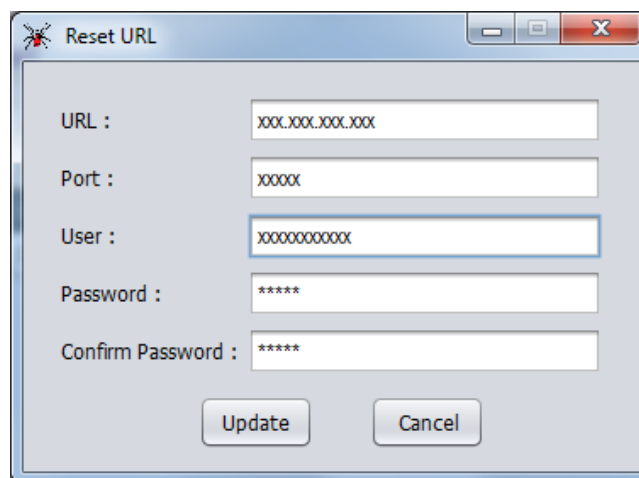 Reset URL
URL : xxx.xxx.xxx.xxx
Port : xxxxx
User : xxxxxxxxxxx
Password : *****
Confirm Password : *****
Update Cancel